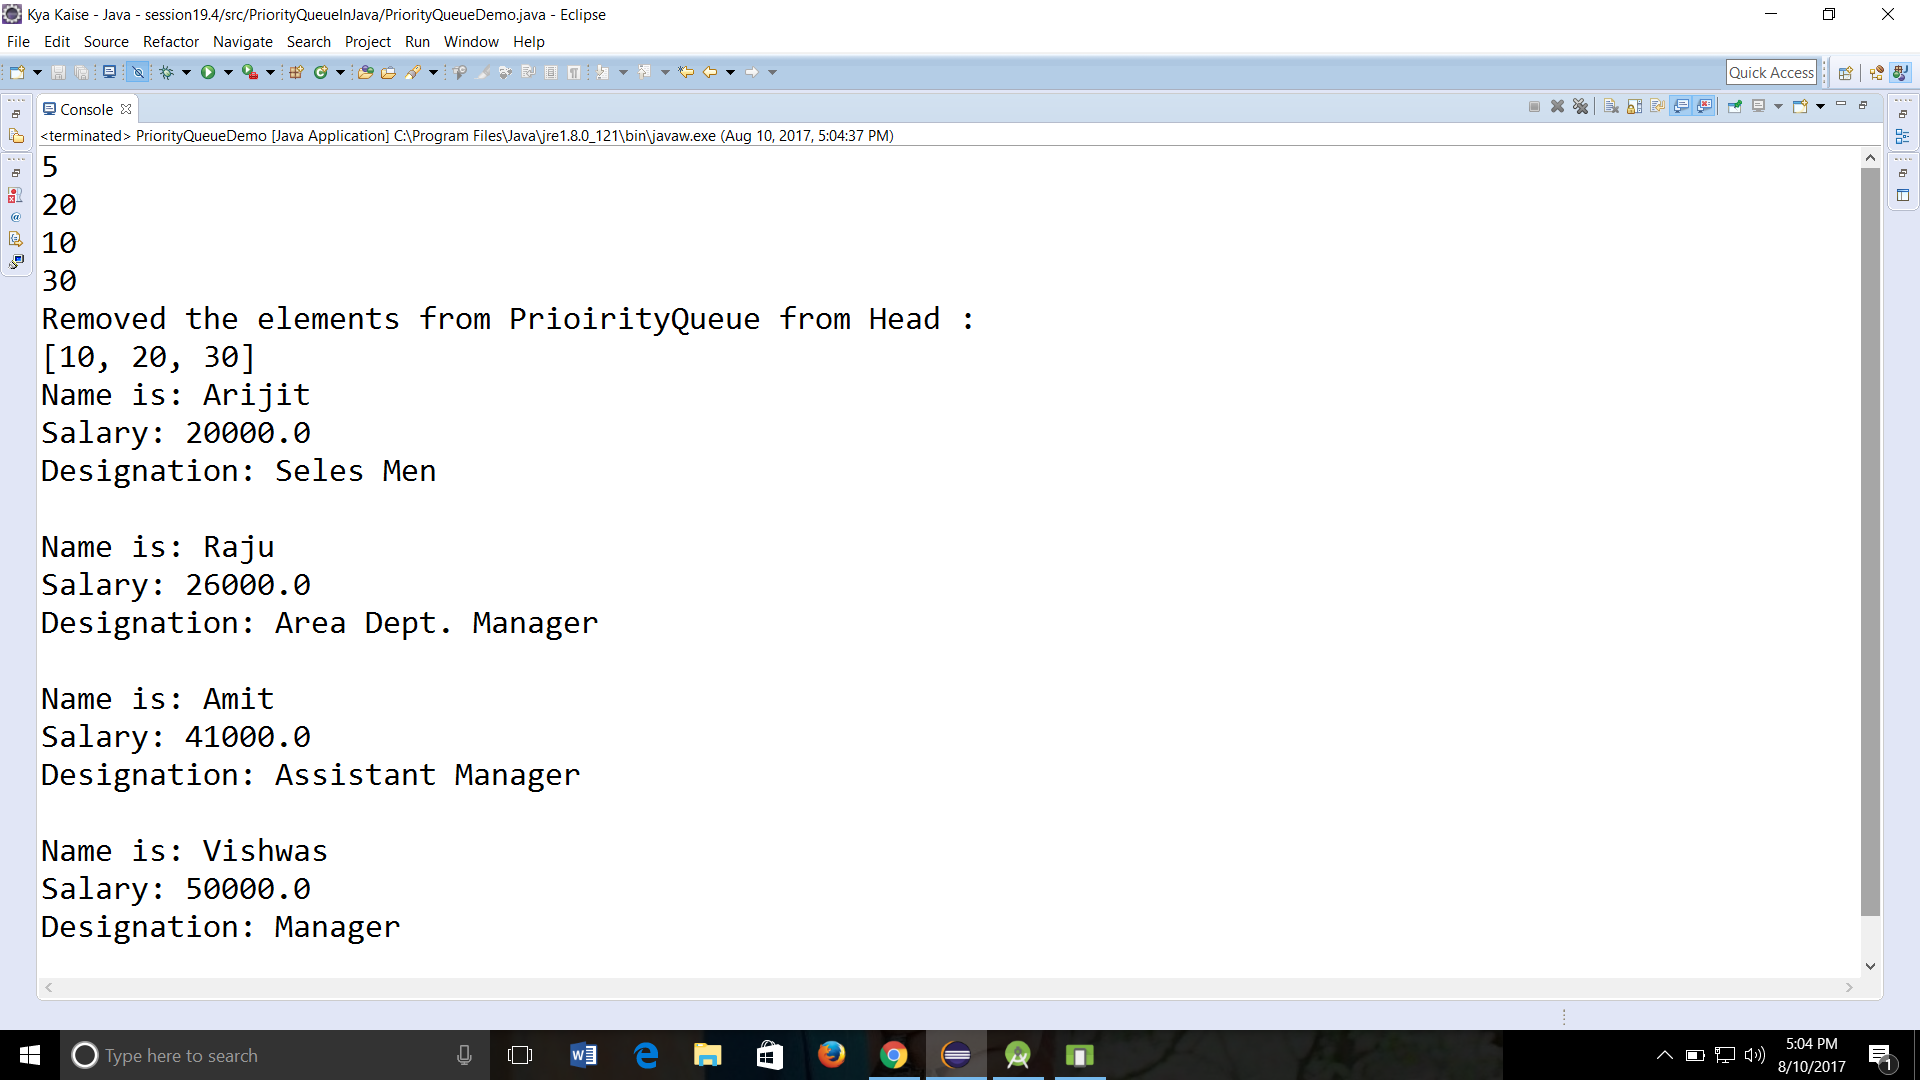 Kya Kaise - Java - session19.4/src/PriorityQueueInJava/PriorityQueueDemo.java - Eclipse
File Edit Source Refactor Navigate Search Project Run Window Help
Quick Access
Console
<terminated> PriorityQueueDemo [Java Application] C:\Program Files\Java\jre1.8.0_121\bin\javaw.exe (Aug 10, 2017, 5:04:37 PM)
5
20
10
30
Removed the elements from PrioirityQueue from Head :
[10, 20, 30]
Name is: Arijit
Salary: 20000.0
Designation: Seles Men
Name is: Raju
Salary: 26000.0
Designation: Area Dept. Manager
Name is: Amit
Salary: 41000.0
Designation: Assistant Manager
Name is: Vishwas
Salary: 50000.0
Designation: Manager
Type here to search
5:04 PM
8/10/2017
1